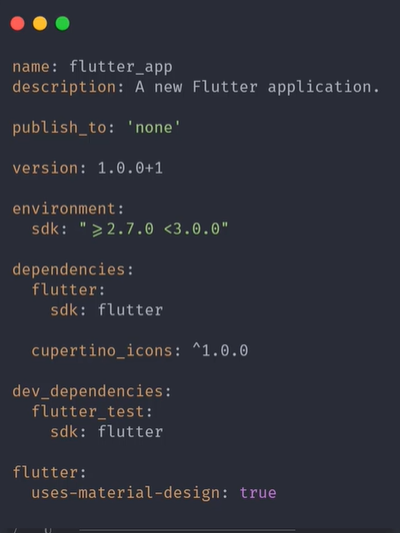 name: flutter_app
description: A new Flutter application.
publish_to: 'none'
version: 1.0.0+1
environment:
  sdk: "⩾2.7.0 <3.0.0"
dependencies:
  flutter:
    sdk: flutter
  cupertino_icons: ^1.0.0
dev_dependencies:
  flutter_test:
    sdk: flutter
flutter:
  uses-material-design: true